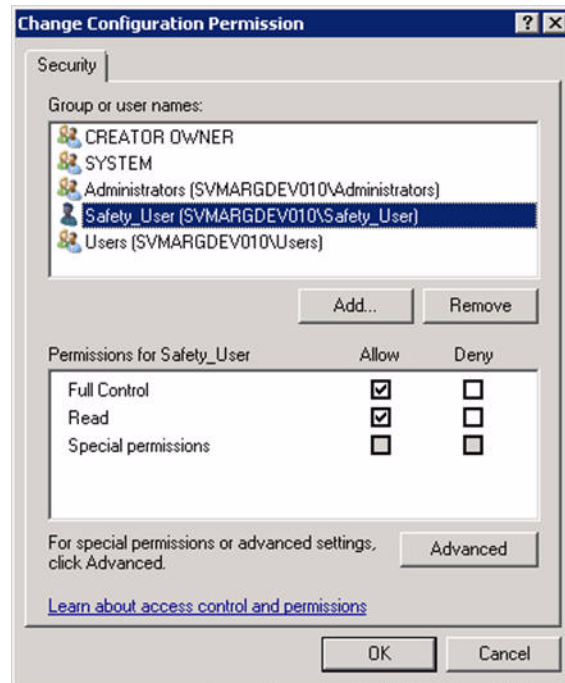 Change Configuration Permission
Security
Group or user names:
CREATOR OWNER
SYSTEM
Administrators (SVMARGDEV010\Administrators)
Safety_User (SVMARGDEV010\Safety_User)
Users (SVMARGDEV010\Users)
Add... Remove
Permissions for Safety_User Allow Deny
Full Control
Read
Special permissions
For special permissions or advanced settings,
click Advanced.
Advanced
Learn about access control and permissions
OK Cancel